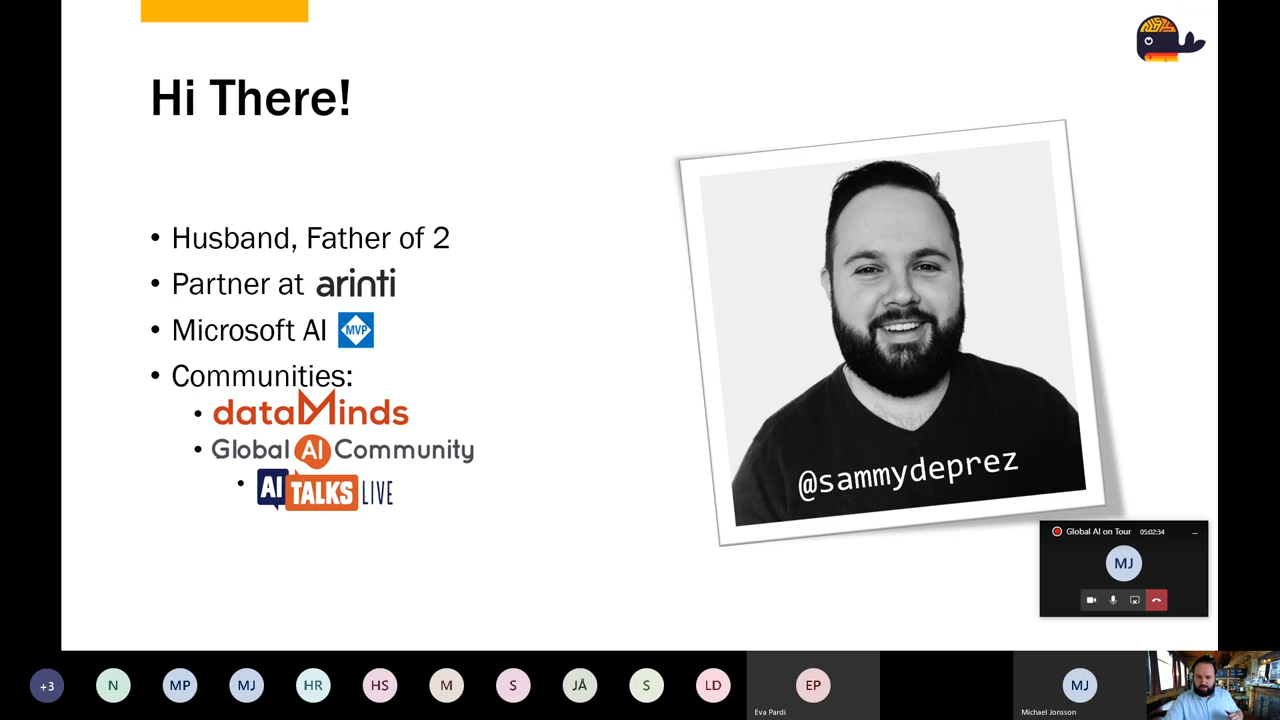 Hi There!
• Husband, Father of 2
• Partner at arinti
• Microsoft AI MVP
• Communities:
• dataMinds
• Global AI Community
• AI TALKS LIVE
@sammydeprez
Global AI on Tour 05:02:34
MJ
+3 N MP MJ HR HS M S JÅ S LD EP MJ
Eva Pardi Michael Jonsson